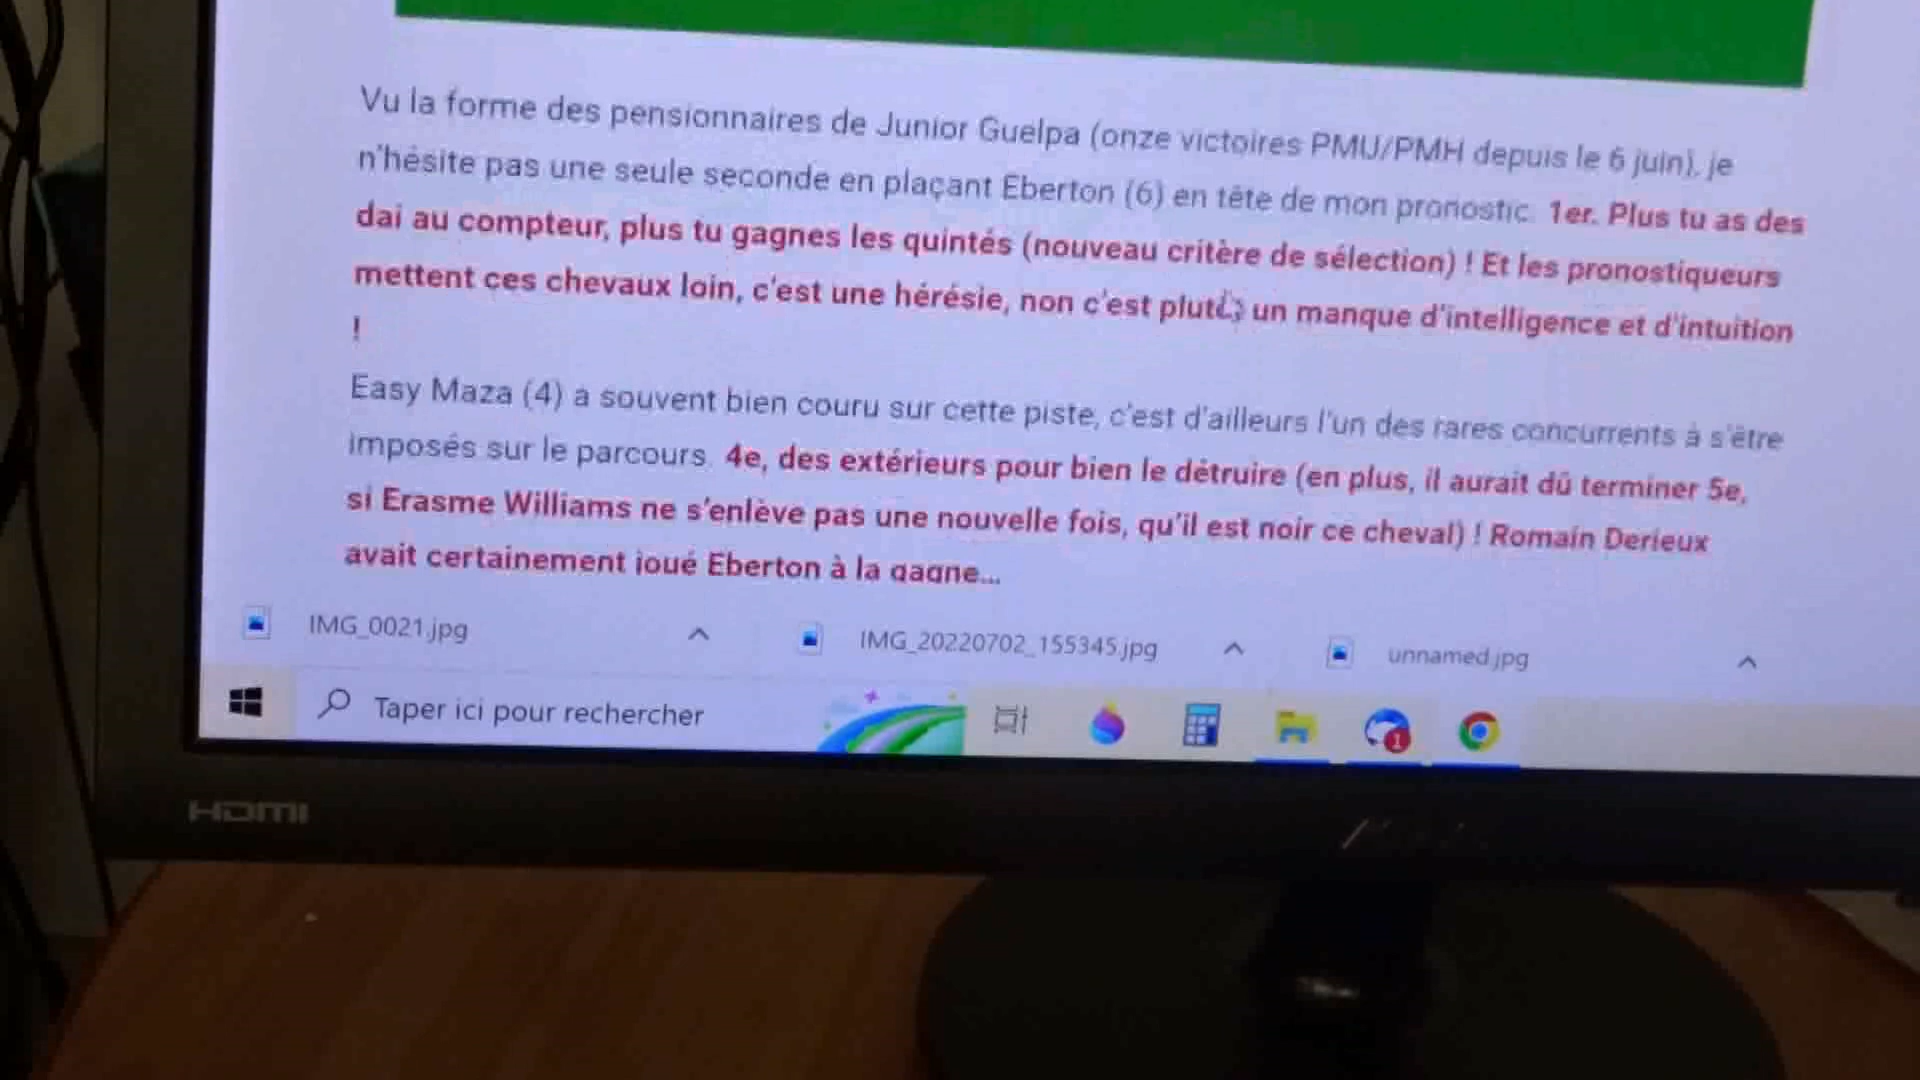 Vu la forme des pensionnaires de Junior Guelpa (onze victoires PMU/PMH depuis le 6 juin), je
n'hésite pas une seule seconde en plaçant Eberton (6) en tête de mon pronostic. 1er. Plus tu as des
dai au compteur, plus tu gagnes les quintés (nouveau critère de sélection) ! Et les pronostiqueurs
mettent ces chevaux loin, c'est une hérésie, non c'est plutô un manque d'intelligence et d'intuition
!
Easy Maza (4) a souvent bien couru sur cette piste, c'est d'ailleurs l'un des rares concurrents à s'être
imposés sur le parcours. 4e, des extérieurs pour bien le détruire (en plus, il aurait dû terminer 5e,
si Erasme Williams ne s'enlève pas une nouvelle fois, qu'il est noir ce cheval) ! Romain Derieux
avait certainement joué Eberton à la gagne...
IMG_0021.jpg
IMG_20220702_155345.jpg
unnamed.jpg
Taper ici pour rechercher
1
HDMI